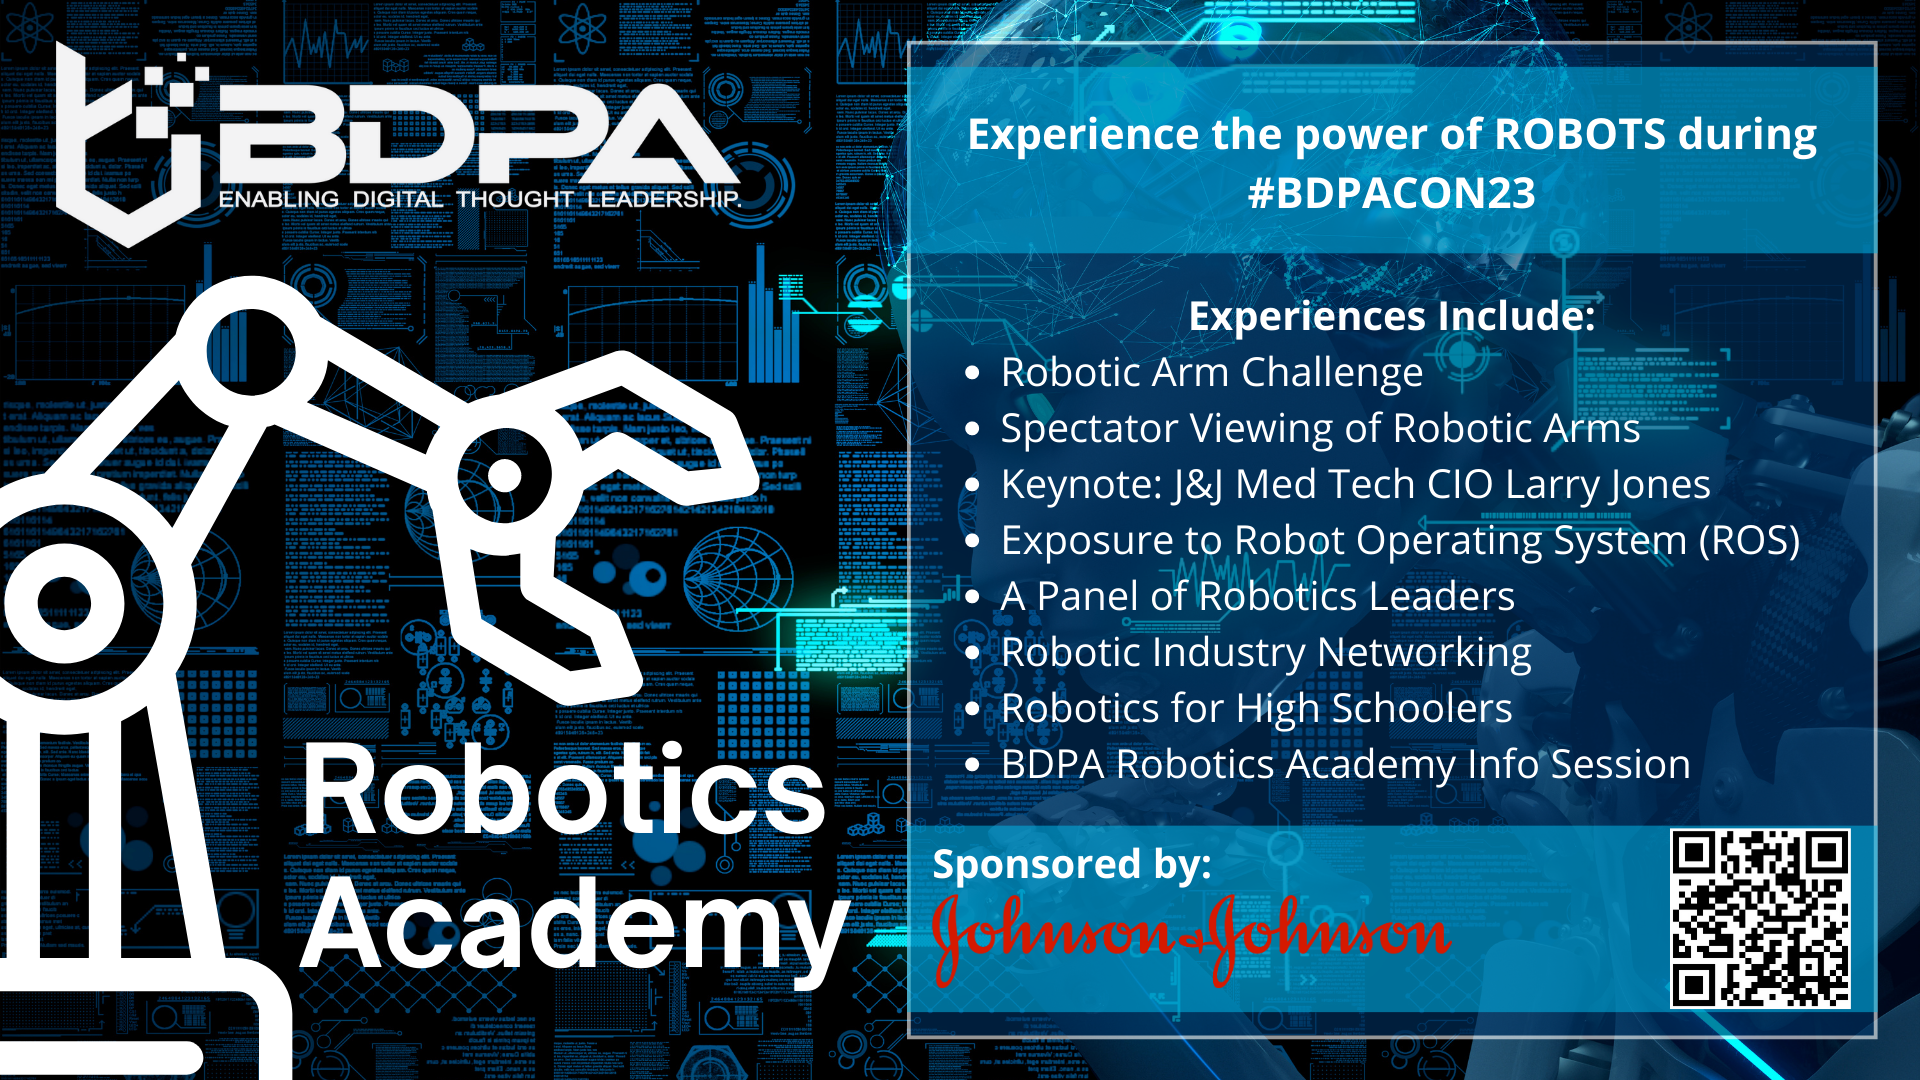 BDPA
ENABLING DIGITAL THOUGHT LEADERSHIP.
Robotics
Academy
Experience the power of ROBOTS during
#BDPACON23
Experiences Include:
• Robotic Arm Challenge
• Spectator Viewing of Robotic Arms
• Keynote: J&J Med Tech CIO Larry Jones
• Exposure to Robot Operating System (ROS)
• A Panel of Robotics Leaders
• Robotic Industry Networking
• Robotics for High Schoolers
• BDPA Robotics Academy Info Session
Sponsored by:
Johnson & Johnson